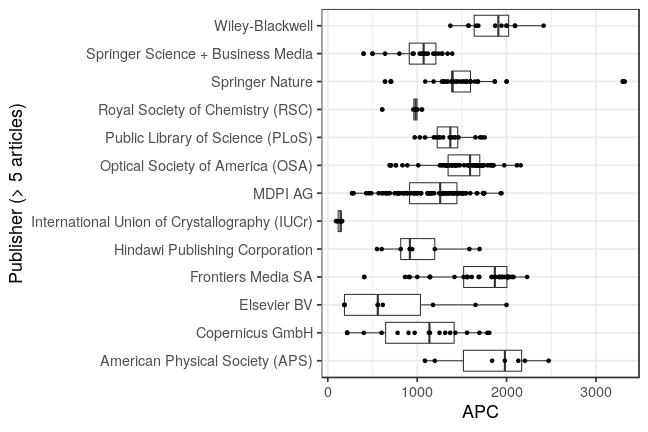 Publisher (> 5 articles)
Wiley-Blackwell
Springer Science + Business Media
Springer Nature
Royal Society of Chemistry (RSC)
Public Library of Science (PLoS)
Optical Society of America (OSA)
MDPI AG
International Union of Crystallography (IUCr)
Hindawi Publishing Corporation
Frontiers Media SA
Elsevier BV
Copernicus GmbH
American Physical Society (APS)
0 1000 2000 3000
APC